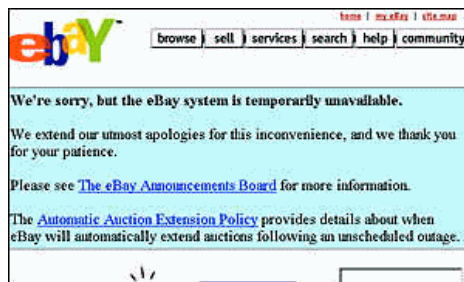 home | my eBay | site map
ebaY™
browse sell services search help community
We're sorry, but the eBay system is temporarily unavailable.
We extend our utmost apologies for this inconvenience, and we thank you
for your patience.
Please see The eBay Announcements Board for more information.
The Automatic Auction Extension Policy provides details about when
eBay will automatically extend auctions following an unscheduled outage.